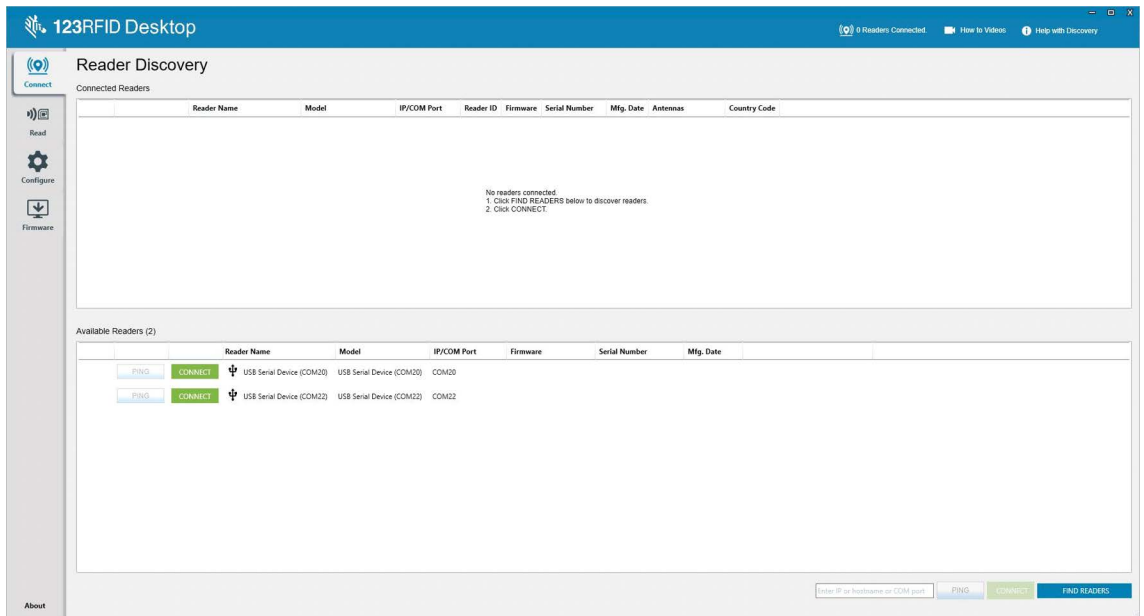 123RFID Desktop
0 Readers Connected. How to Videos Help with Discovery
Connect
Read
Configure
Firmware
About
Reader Discovery
Connected Readers
Reader Name Model IP/COM Port Reader ID Firmware Serial Number Mfg. Date Antennas Country Code
No readers connected.
1. Click FIND READERS below to discover readers.
2. Click CONNECT.
Available Readers (2)
Reader Name Model IP/COM Port Firmware Serial Number Mfg. Date
PING CONNECT USB Serial Device (COM20) USB Serial Device (COM20) COM20
PING CONNECT USB Serial Device (COM22) USB Serial Device (COM22) COM22
Enter IP or hostname or COM port PING CONNECT FIND READERS